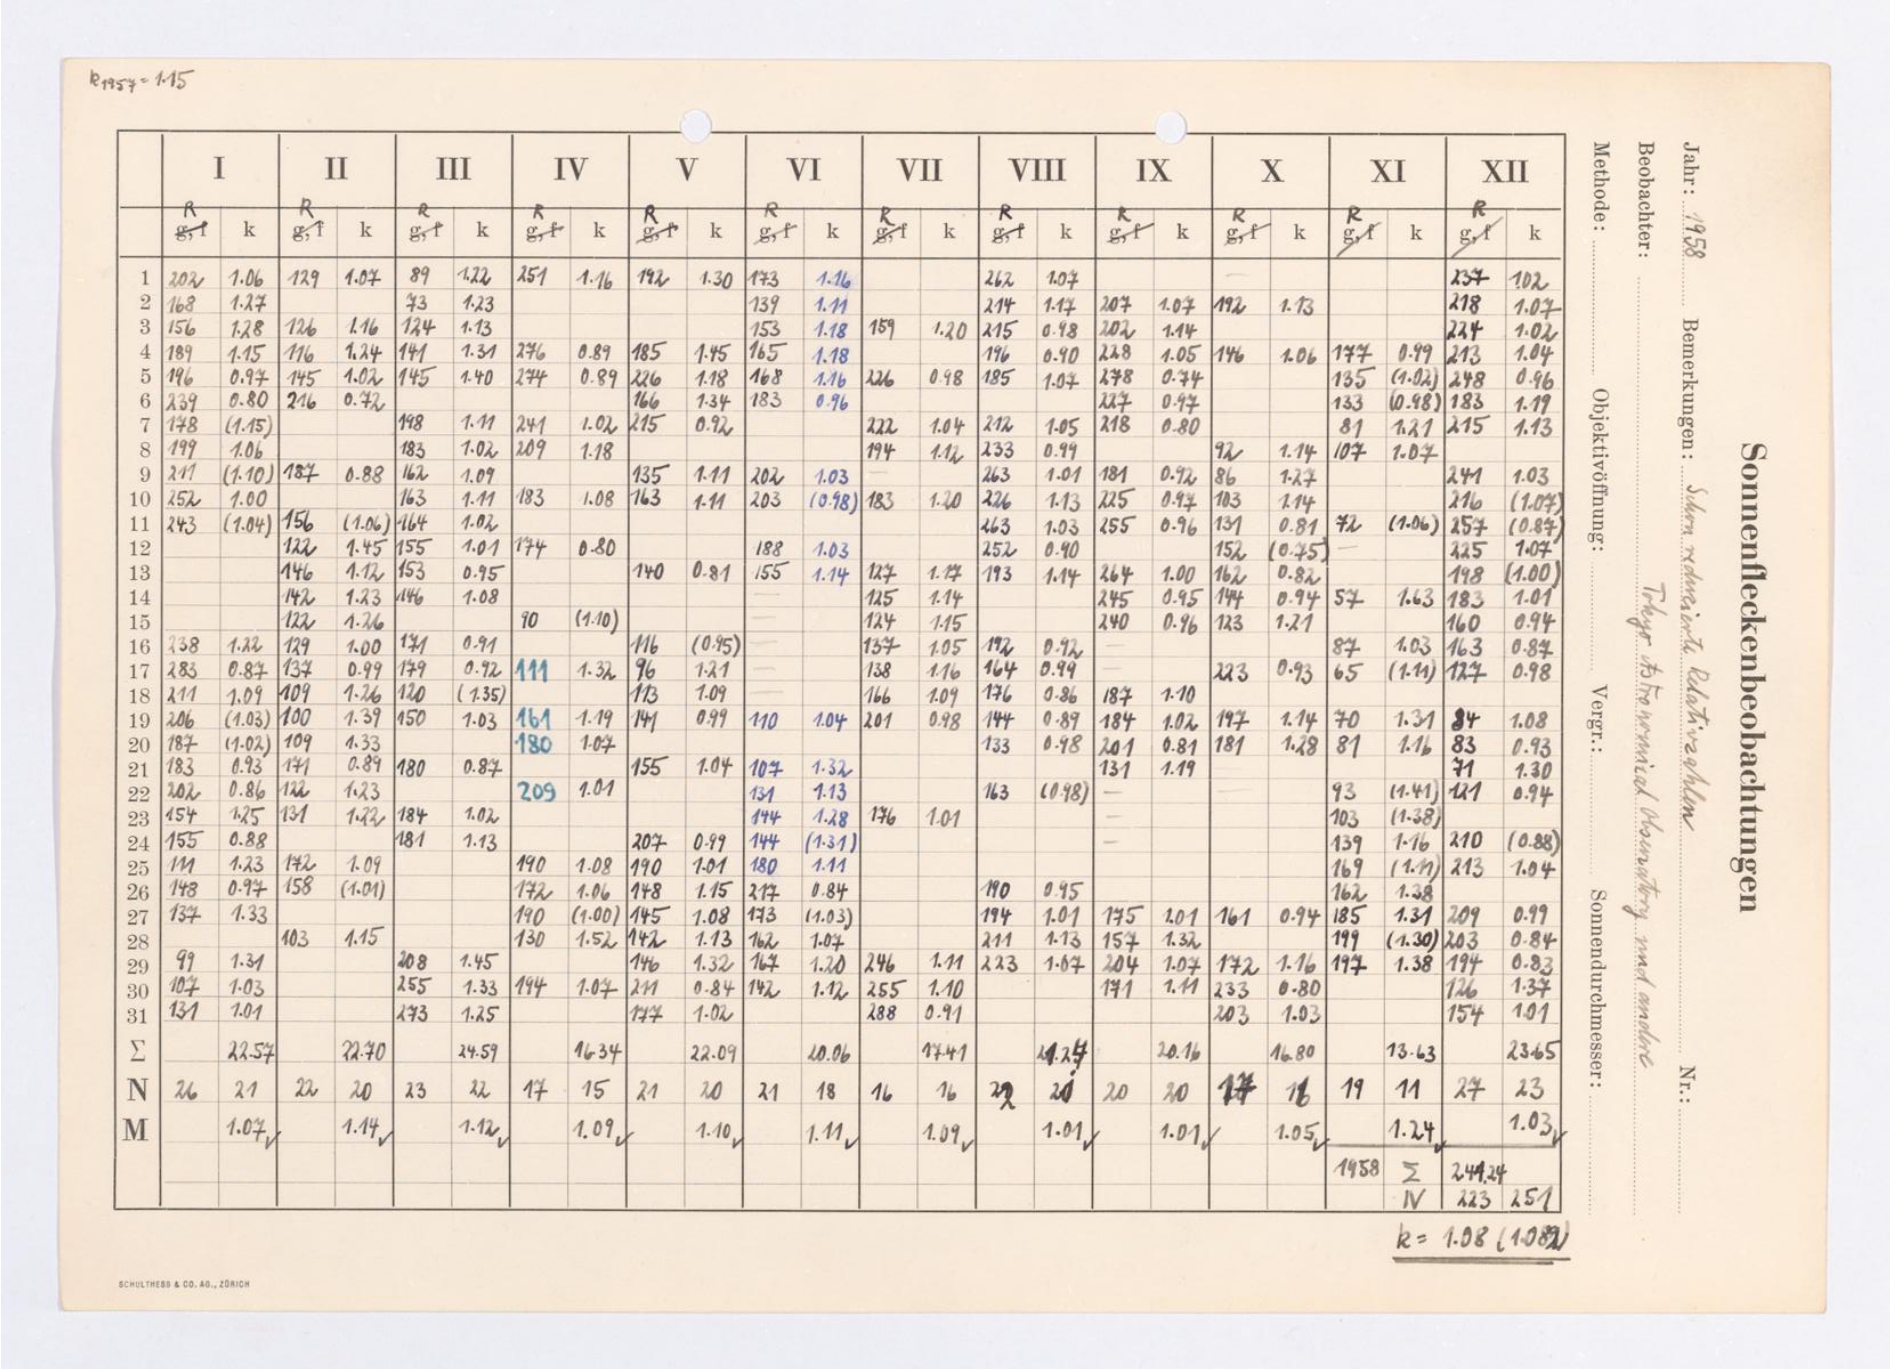 k1957 = 1.15
I II III IV V VI VII VIII IX X XI XII
R R R R R R R R R R R R
g, f k g, f k g, f k g, f k g, f k g, f k g, f k g, f k g, f k g, f k g, f k g, f k
1 202 1.06 129 1.07 89 1.22 251 1.16 192 1.30 173 1.16 262 1.07 237 1.02
2 168 1.27 73 1.23 139 1.11 214 1.17 207 1.07 192 1.13 218 1.07
3 156 1.28 126 1.16 124 1.13 153 1.18 159 1.20 215 0.98 202 1.14 224 1.02
4 189 1.15 116 1.24 141 1.31 276 0.89 185 1.45 165 1.18 196 0.90 228 1.05 146 1.06 177 0.99 213 1.04
5 196 0.97 145 1.02 145 1.40 274 0.89 226 1.18 168 1.16 226 0.98 185 1.07 278 0.74 135 (1.02) 248 0.96
6 239 0.80 216 0.72 166 1.34 183 0.96 227 0.97 133 (0.98) 183 1.19
7 178 (1.15) 198 1.11 241 1.02 215 0.92 222 1.04 212 1.05 218 0.80 81 1.21 215 1.13
8 199 1.06 183 1.02 209 1.18 194 1.12 233 0.99 92 1.14 107 1.07
9 211 (1.10) 187 0.88 162 1.09 135 1.11 202 1.03 — 263 1.01 181 0.92 86 1.27 241 1.03
10 252 1.00 163 1.11 183 1.08 163 1.11 203 (0.98) 183 1.20 226 1.13 225 0.97 103 1.14 216 (1.07)
11 243 (1.04) 156 (1.06) 164 1.02 263 1.03 255 0.96 131 0.81 72 (1.06) 257 (0.87)
12 122 1.45 155 1.01 174 0.80 188 1.03 252 0.90 152 (0.75) — 225 1.07
13 146 1.12 153 0.95 140 0.81 155 1.14 127 1.17 193 1.14 264 1.00 162 0.82 198 (1.00)
14 142 1.23 146 1.08 — 125 1.14 245 0.95 144 0.94 57 1.63 183 1.01
15 122 1.26 90 (1.10) — 124 1.15 240 0.96 123 1.21 160 0.94
16 238 1.22 129 1.00 171 0.91 116 (0.95) — 137 1.05 192 0.92 — 87 1.03 163 0.87
17 283 0.87 137 0.99 179 0.92 111 1.32 96 1.21 — 138 1.16 164 0.99 — 223 0.93 65 (1.11) 127 0.98
18 211 1.09 109 1.26 120 (1.35) 113 1.09 — 166 1.09 176 0.86 187 1.10
19 206 (1.03) 100 1.39 150 1.03 161 1.19 141 0.99 110 1.04 201 0.98 144 0.89 184 1.02 197 1.14 70 1.31 84 1.08
20 187 (1.02) 109 1.33 180 1.07 133 0.98 201 0.81 181 1.28 81 1.16 83 0.93
21 183 0.93 171 0.89 180 0.87 155 1.04 107 1.32 131 1.19 71 1.30
22 202 0.86 122 1.23 209 1.01 131 1.13 163 (0.98) — 93 (1.41) 121 0.94
23 154 1.25 131 1.22 184 1.02 144 1.28 176 1.01 — 103 (1.38)
24 155 0.88 181 1.13 207 0.99 144 (1.31) — 139 1.16 210 (0.88)
25 111 1.23 172 1.09 190 1.08 190 1.01 180 1.11 169 (1.11) 213 1.04
26 148 0.97 158 (1.01) 172 1.06 148 1.15 217 0.84 190 0.95 162 1.38
27 137 1.33 190 (1.00) 145 1.08 173 (1.03) 194 1.01 175 1.01 161 0.94 185 1.31 209 0.99
28 103 1.15 130 1.52 142 1.13 162 1.07 211 1.13 157 1.32 199 (1.30) 203 0.84
29 99 1.31 208 1.45 146 1.32 167 1.20 246 1.11 223 1.07 204 1.07 172 1.16 197 1.38 194 0.83
30 107 1.03 255 1.33 194 1.07 211 0.84 142 1.12 255 1.10 171 1.11 233 0.80 126 1.37
31 131 1.01 273 1.25 177 1.02 288 0.91 203 1.03 154 1.01
Σ 22.57 22.70 24.59 16.34 22.09 20.06 17.41 20.16 16.80 13.63 23.65
N 26 21 22 20 23 22 17 15 21 20 21 18 16 16 22 20 20 17 19 11 27 23
M 1.07✓ 1.14✓ 1.12✓ 1.09✓ 1.10✓ 1.11✓ 1.09✓ 1.01✓ 1.01✓ 1.05✓ 1.24✓ 1.03✓
1958 Σ 241.24
N 223 251
k = 1.08 (1.082)
SCHULTHESS & CO. AG., ZÜRICH
Sonnenfleckenbeobachtungen
Jahr: 1958 Bemerkungen: Schon reduzierte Relativzahlen Nr.:
Beobachter: Tokyo Astronomical Observatory und andere
Methode: Objektivöffnung: Vergr.: Sonnendurchmesser: